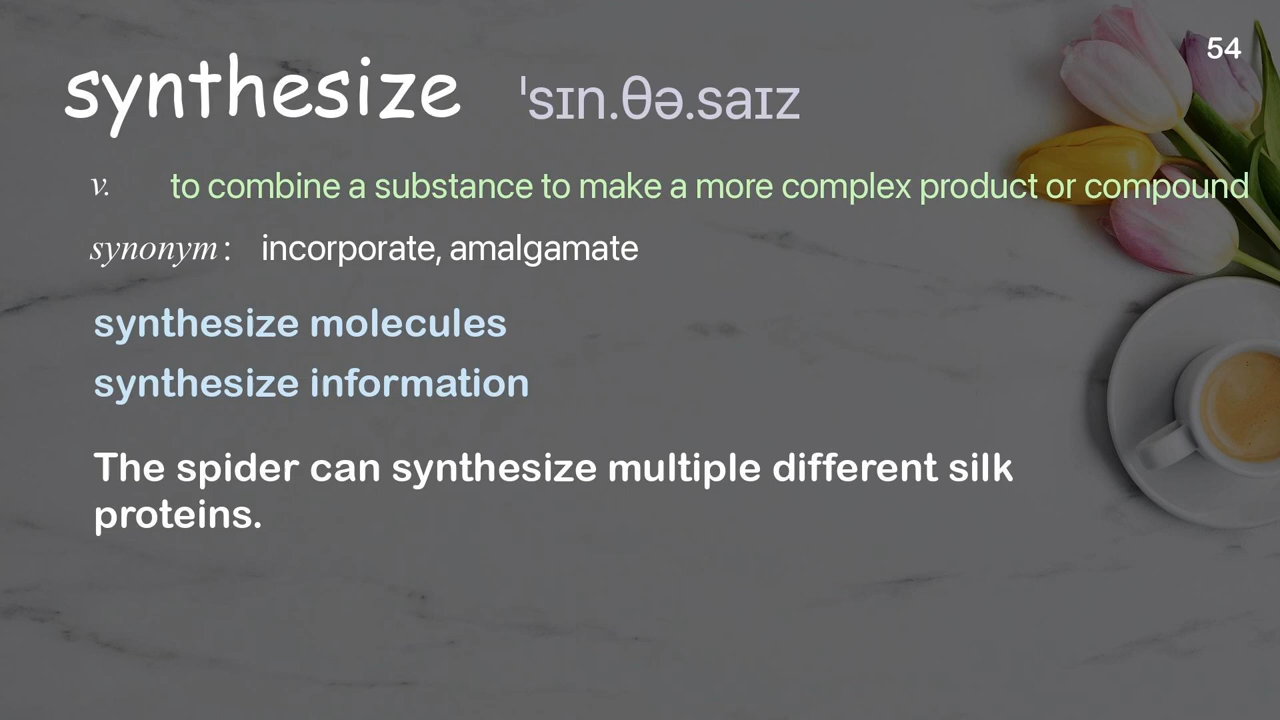 54
synthesize ˈsɪn.θə.saɪz
v. to combine a substance to make a more complex product or compound
synonym: incorporate, amalgamate
synthesize molecules
synthesize information
The spider can synthesize multiple different silk
proteins.